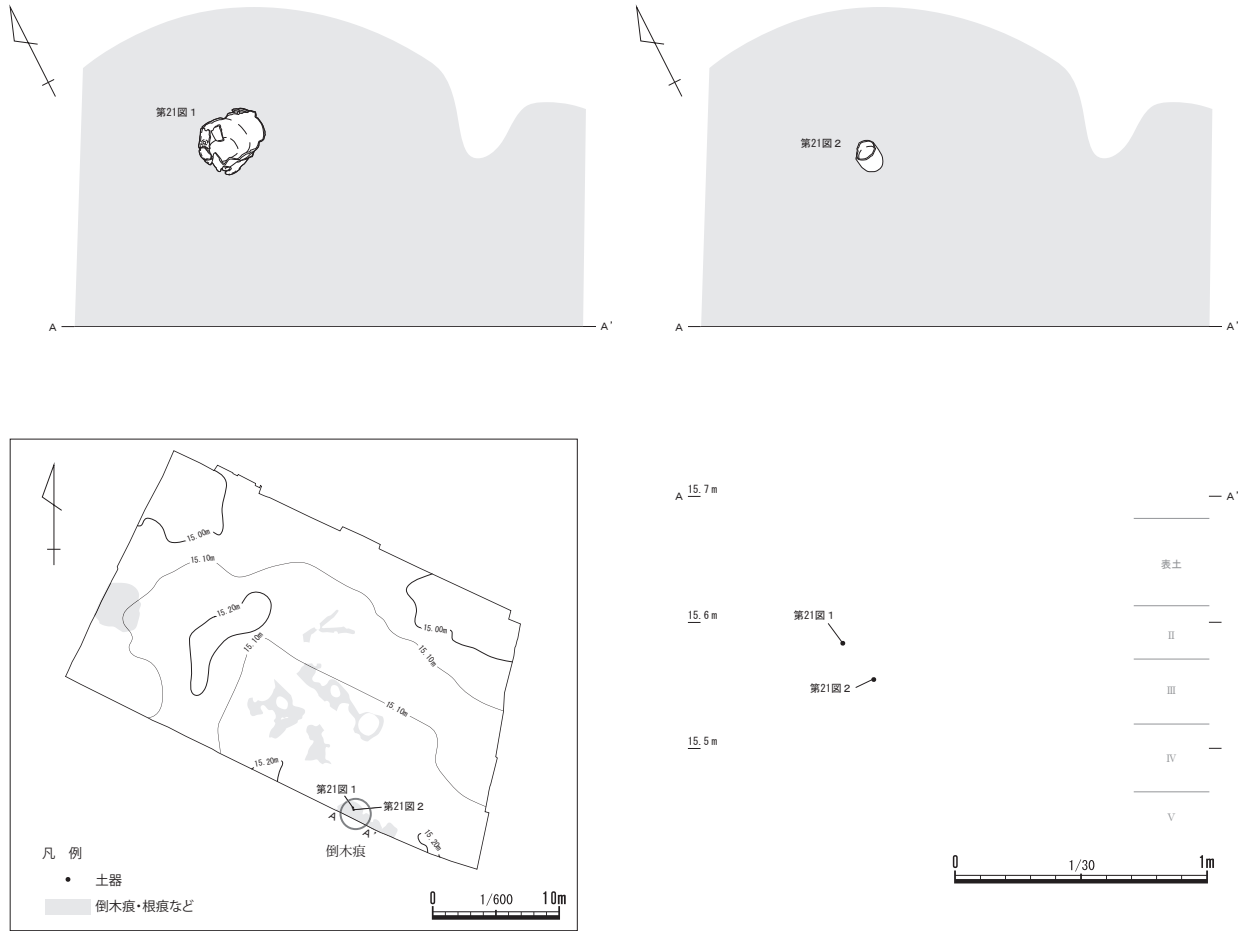 第21図 1
A
A'
第21図 2
A
A'
15.00m
15.10m
15.20m
15.10m
15.00m
15.10m
15.10m
15.20m
第21図 1
第21図 2
A
A'
倒木痕
15.20m
凡 例
土器
倒木痕・根痕など
0 1/600 10m
A 15.7m
A'
表土
第21図 1
15.6m
Ⅱ
第21図 2
Ⅲ
15.5m
Ⅳ
Ⅴ
0 1/30 1m